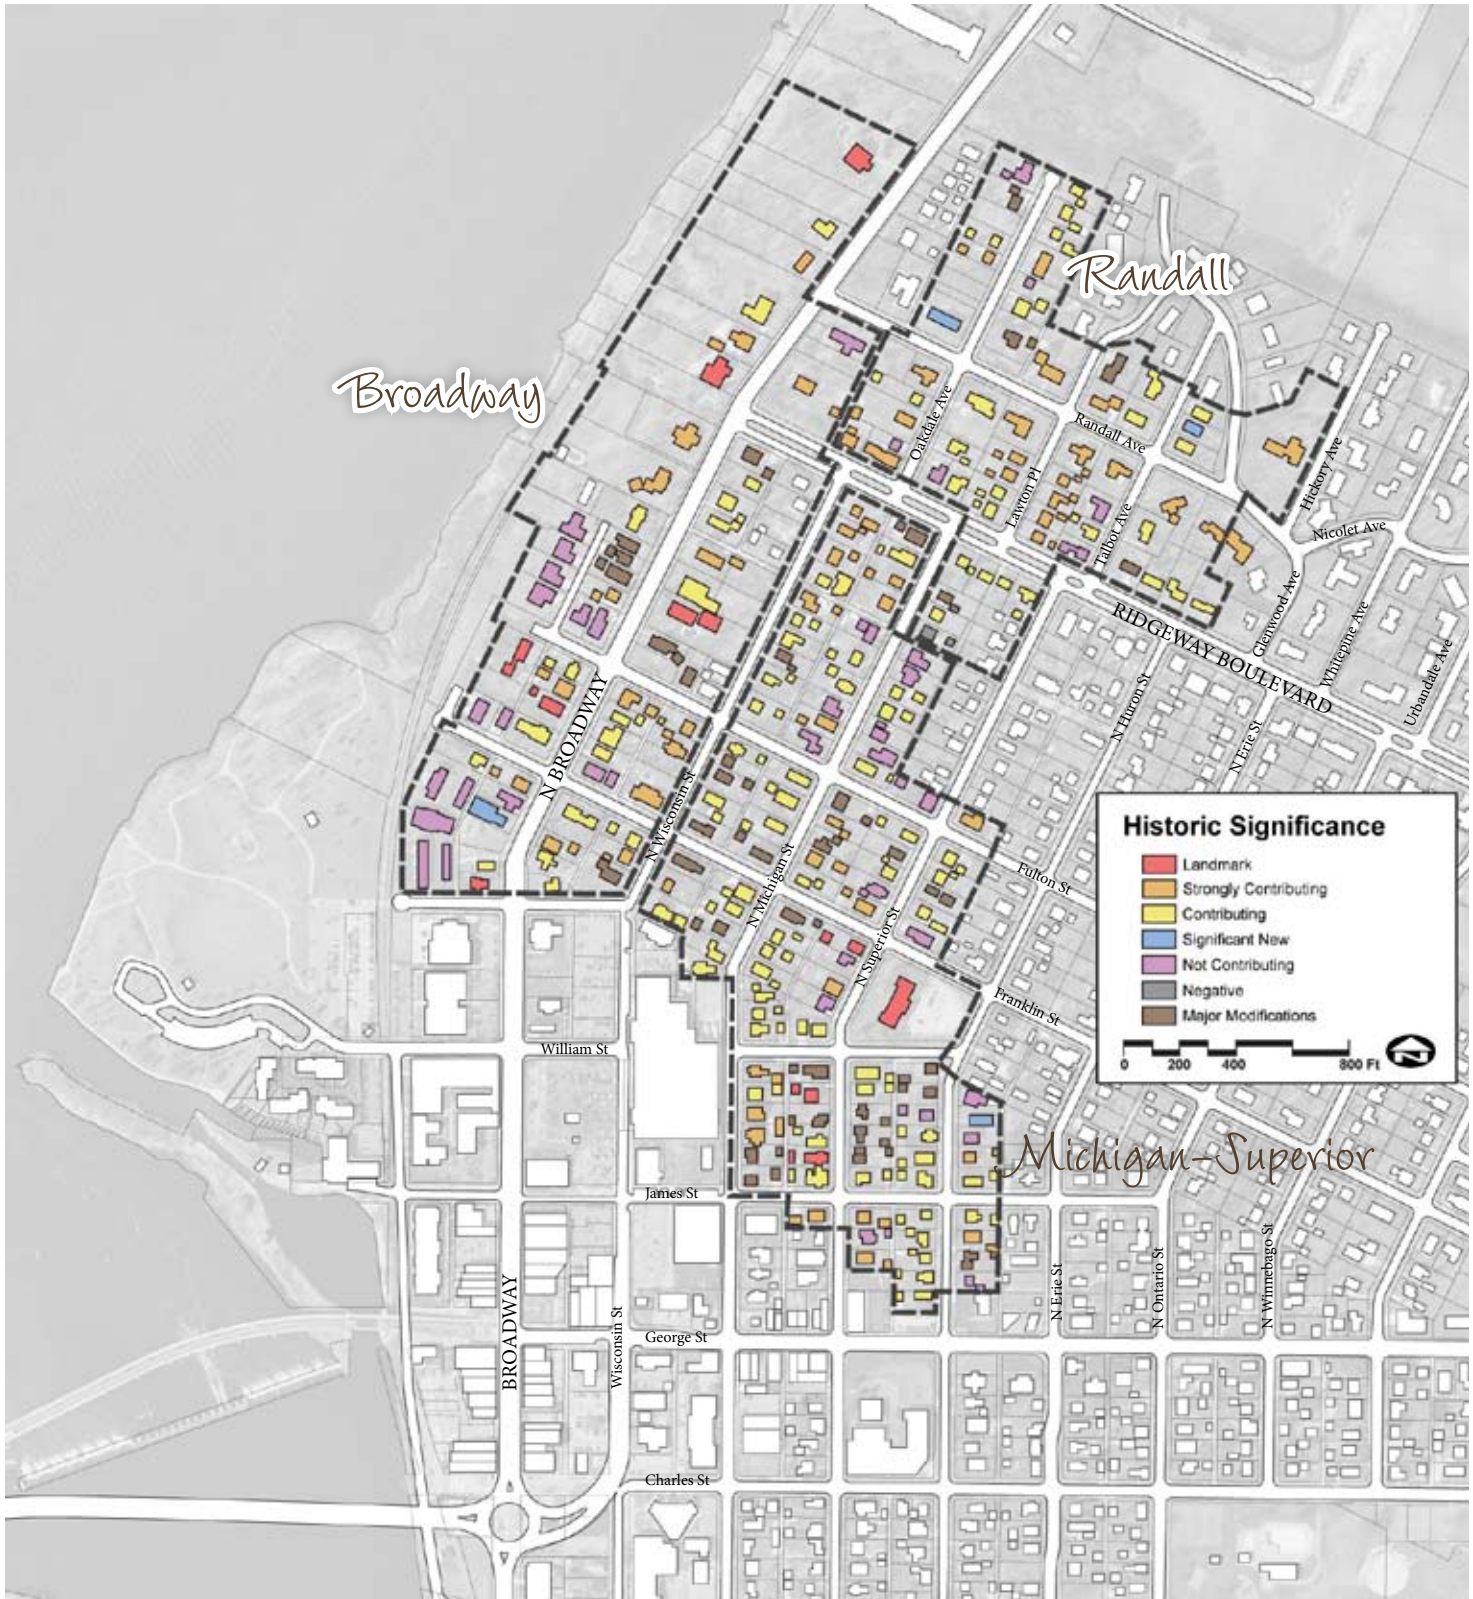 Randall
Broadway
Oakdale Ave
Randall Ave
Lawton Pl
Talbot Ave
Hickory Ave
Nicolet Ave
Glenwood Ave
Whitepine Ave
Urbandale Ave
RIDGEWAY BOULEVARD
N Huron St
N Erie St
N BROADWAY
N Wisconsin St
N Michigan St
N Superior St
Fulton St
Franklin St
Historic Significance
Landmark
Strongly Contributing
Contributing
Significant New
Not Contributing
Negative
Major Modifications
0 200 400 800 Ft
N
William St
Michigan-Superior
James St
N Erie St
N Ontario St
N Winnebago St
BROADWAY
Wisconsin St
George St
Charles St